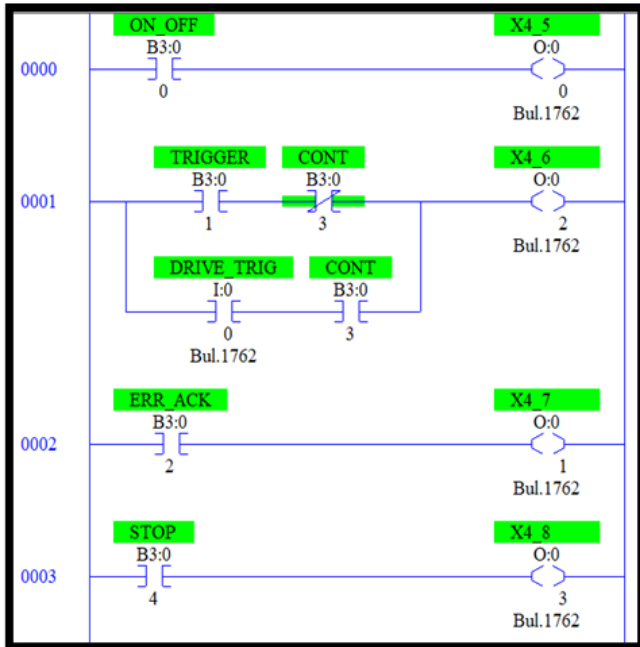 ON_OFF X4_5
B3:0 O:0
0000
0 0
Bul.1762
TRIGGER CONT X4_6
B3:0 B3:0 O:0
0001
1 3 2
Bul.1762
DRIVE_TRIG CONT
I:0 B3:0
0 3
Bul.1762
ERR_ACK X4_7
B3:0 O:0
0002
2 1
Bul.1762
STOP X4_8
B3:0 O:0
0003
4 3
Bul.1762